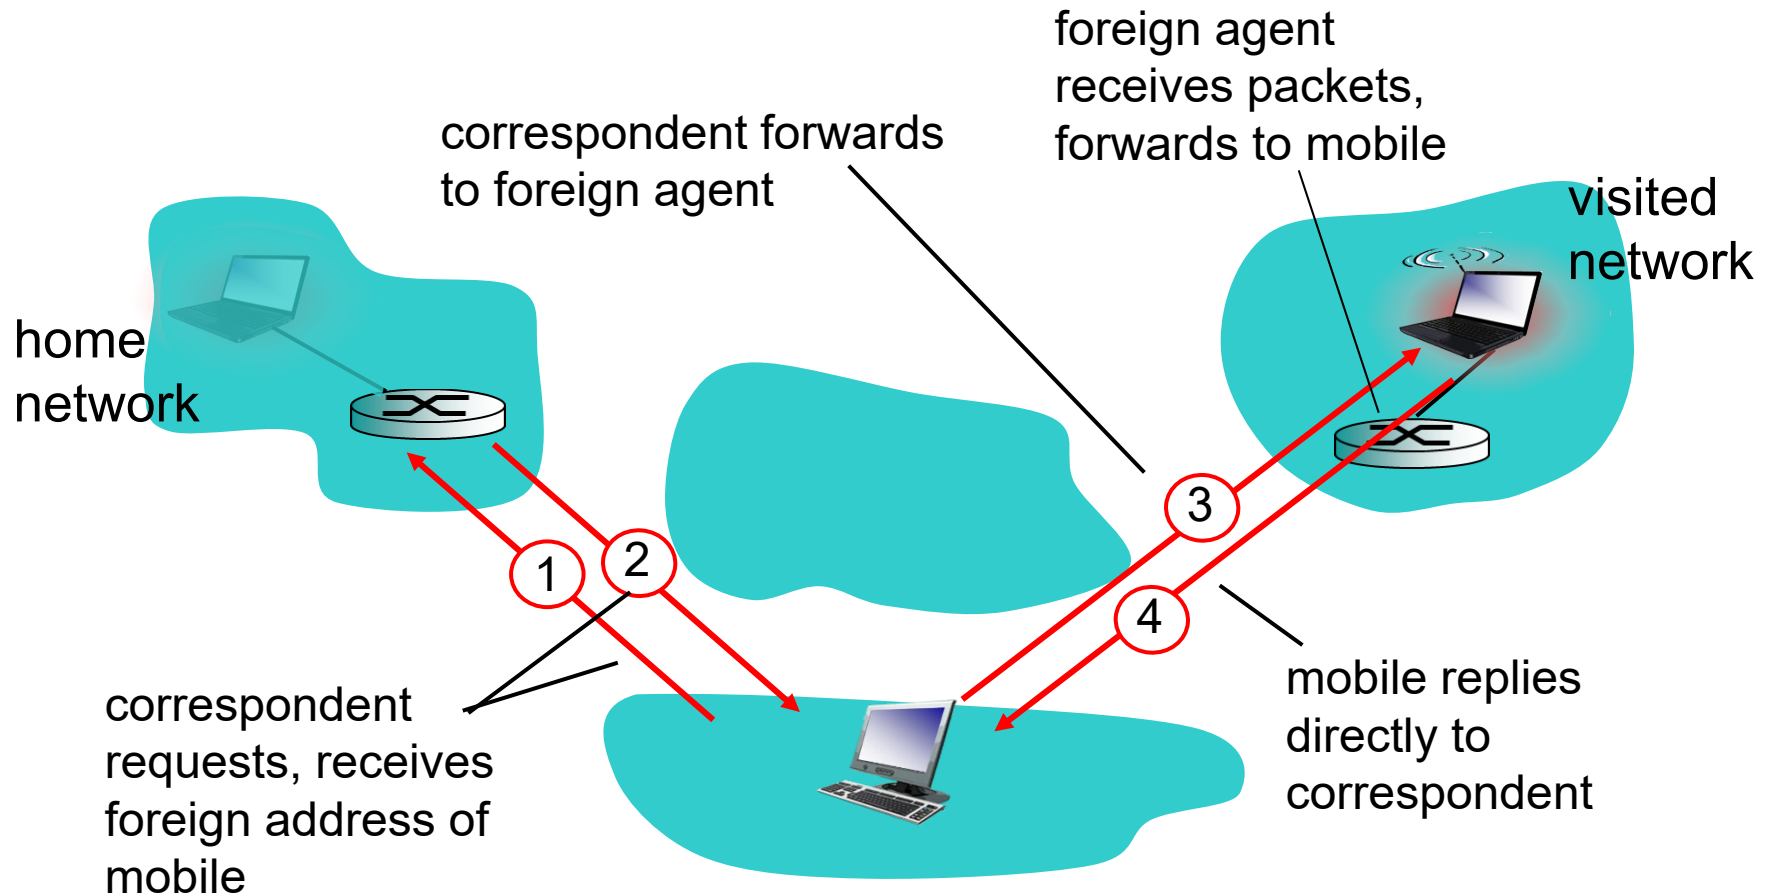 foreign agent
receives packets,
forwards to mobile
correspondent forwards
to foreign agent
visited
network
home
network
3
2
1
4
correspondent
requests, receives
foreign address of
mobile
mobile replies
directly to
correspondent